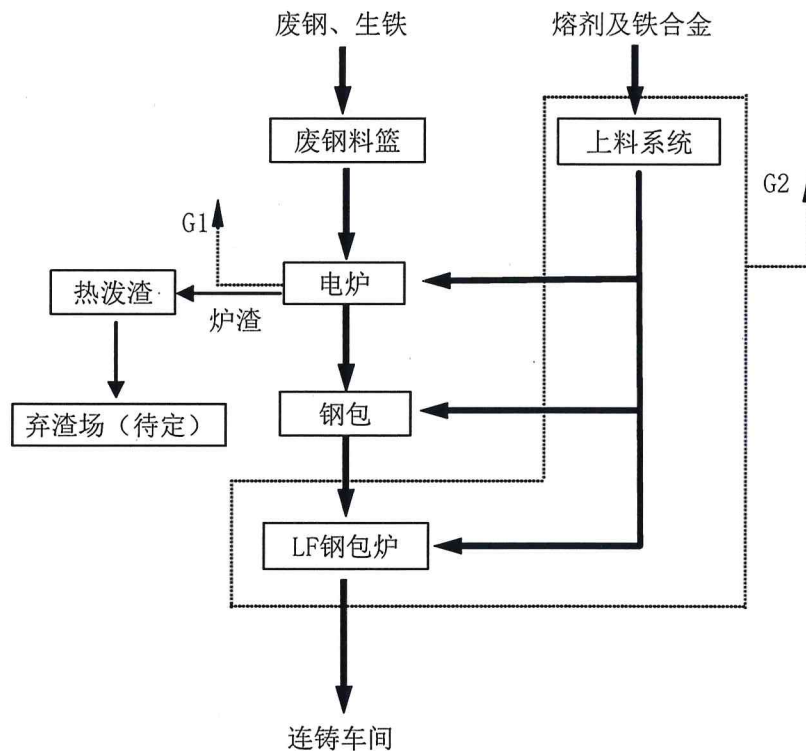 废钢、生铁
熔剂及铁合金
废钢料篮
上料系统
G1
G2
电炉
热泼渣
炉渣
钢包
弃渣场（待定）
LF钢包炉
连铸车间